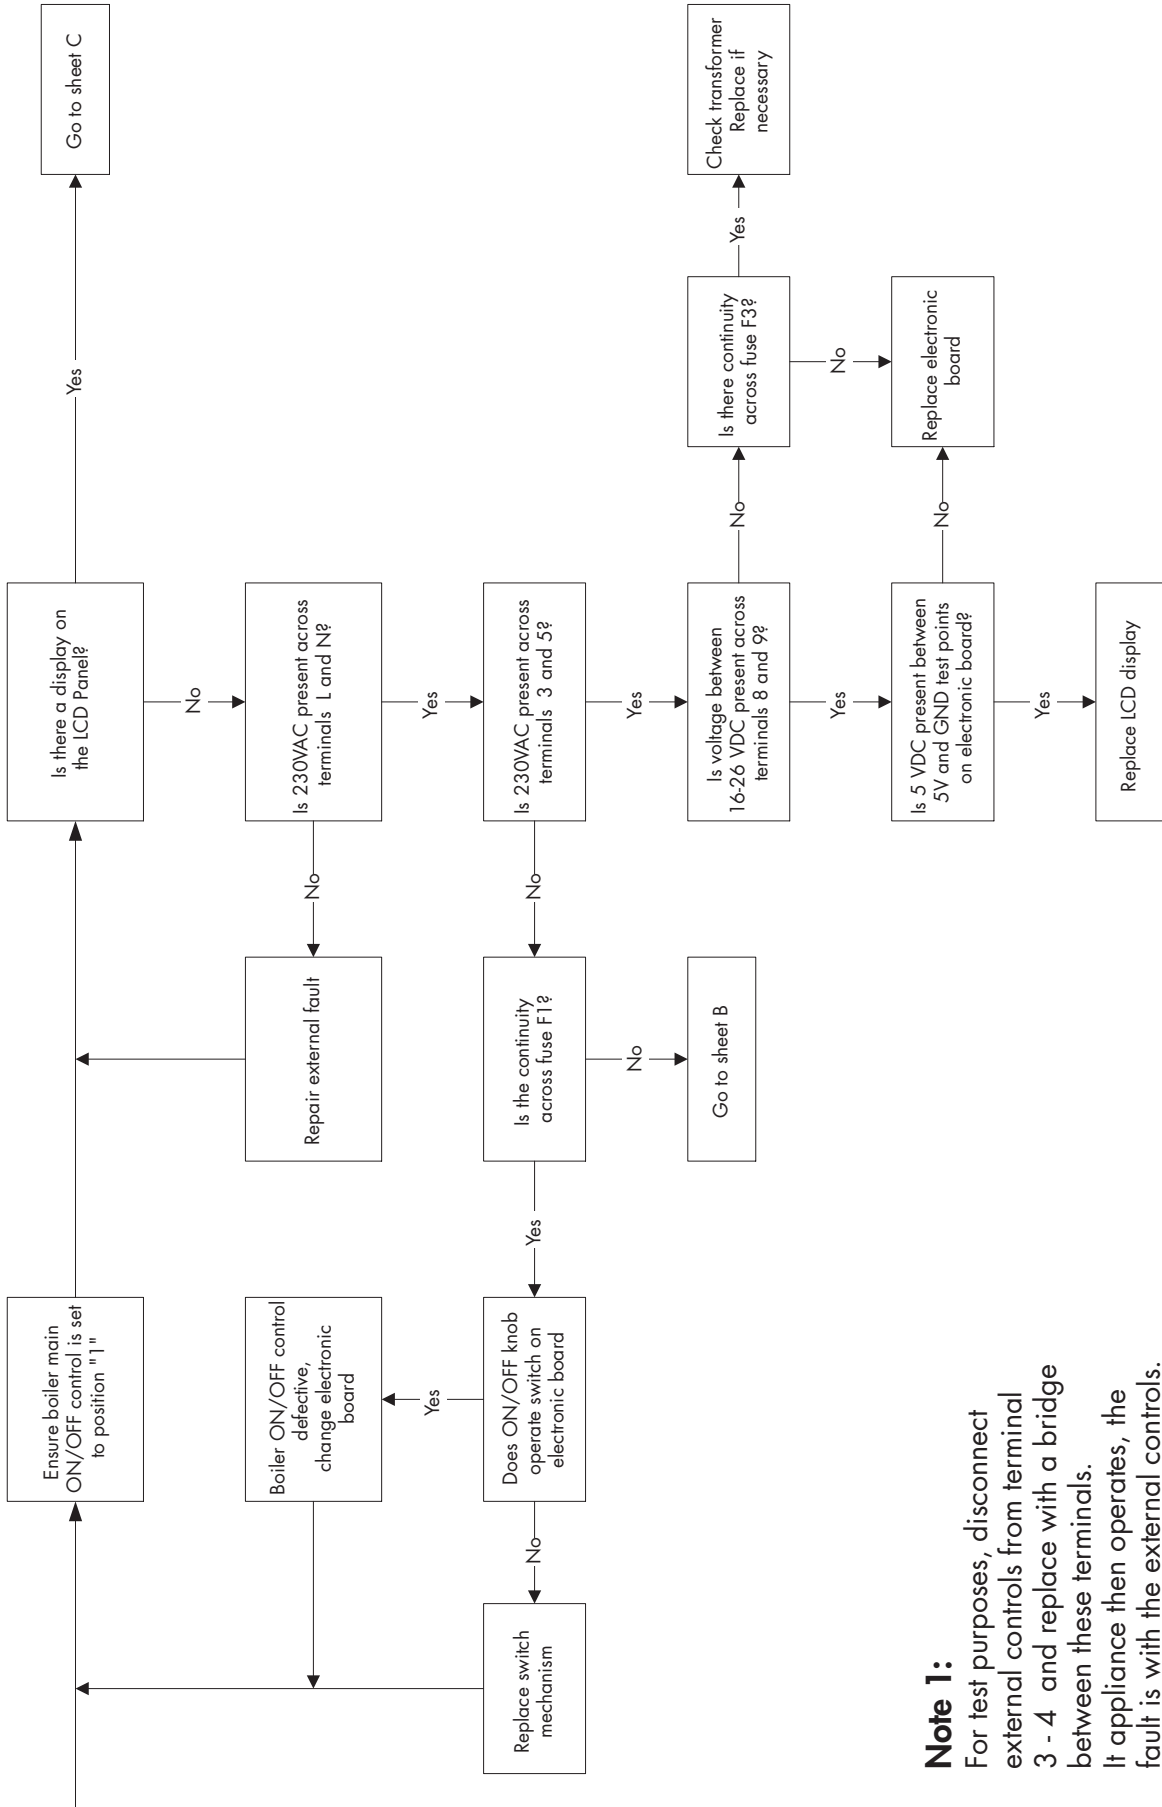 Ensure boiler main
ON/OFF control is set
to position "1"
Is there a display on
the LCD Panel?
Yes
Go to sheet C
No
Boiler ON/OFF control
defective,
change electronic
board
Repair external fault
No
Is 230VAC present across
terminals L and N?
Yes
Yes
Replace switch
mechanism
No
Does ON/OFF knob
operate switch on
electronic board
Yes
Is the continuity
across fuse F1?
No
Is 230VAC present across
terminals 3 and 5?
No
Yes
Go to sheet B
Is voltage between
16-26 VDC present across
terminals 8 and 9?
No
Is there continuity
across fuse F3?
Yes
Check transformer
Replace if
necessary
Yes
No
Is 5 VDC present between
5V and GND test points
on electronic board?
No
Replace electronic
board
Yes
Replace LCD display
Note 1:
For test purposes, disconnect
external controls from terminal
3 - 4 and replace with a bridge
between these terminals.
It appliance then operates, the
fault is with the external controls.